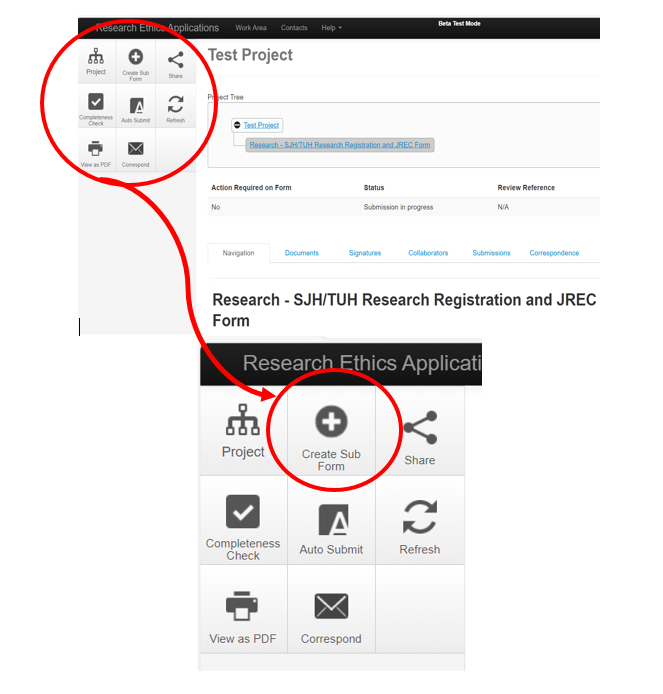 Research Ethics Applications Work Area Contacts Help Beta Test Mode
Project Create Sub Form Share
Completeness Check Auto Submit Refresh
View as PDF Correspond
Test Project
Project Tree
Test Project
Research - SJH/TUH Research Registration and JREC Form
Action Required on Form Status Review Reference
No Submission in progress N/A
Navigation Documents Signatures Collaborators Submissions Correspondence
Research - SJH/TUH Research Registration and JREC
Form
Research Ethics Applicati
Project Create Sub Form Share
Completeness Check Auto Submit Refresh
View as PDF Correspond